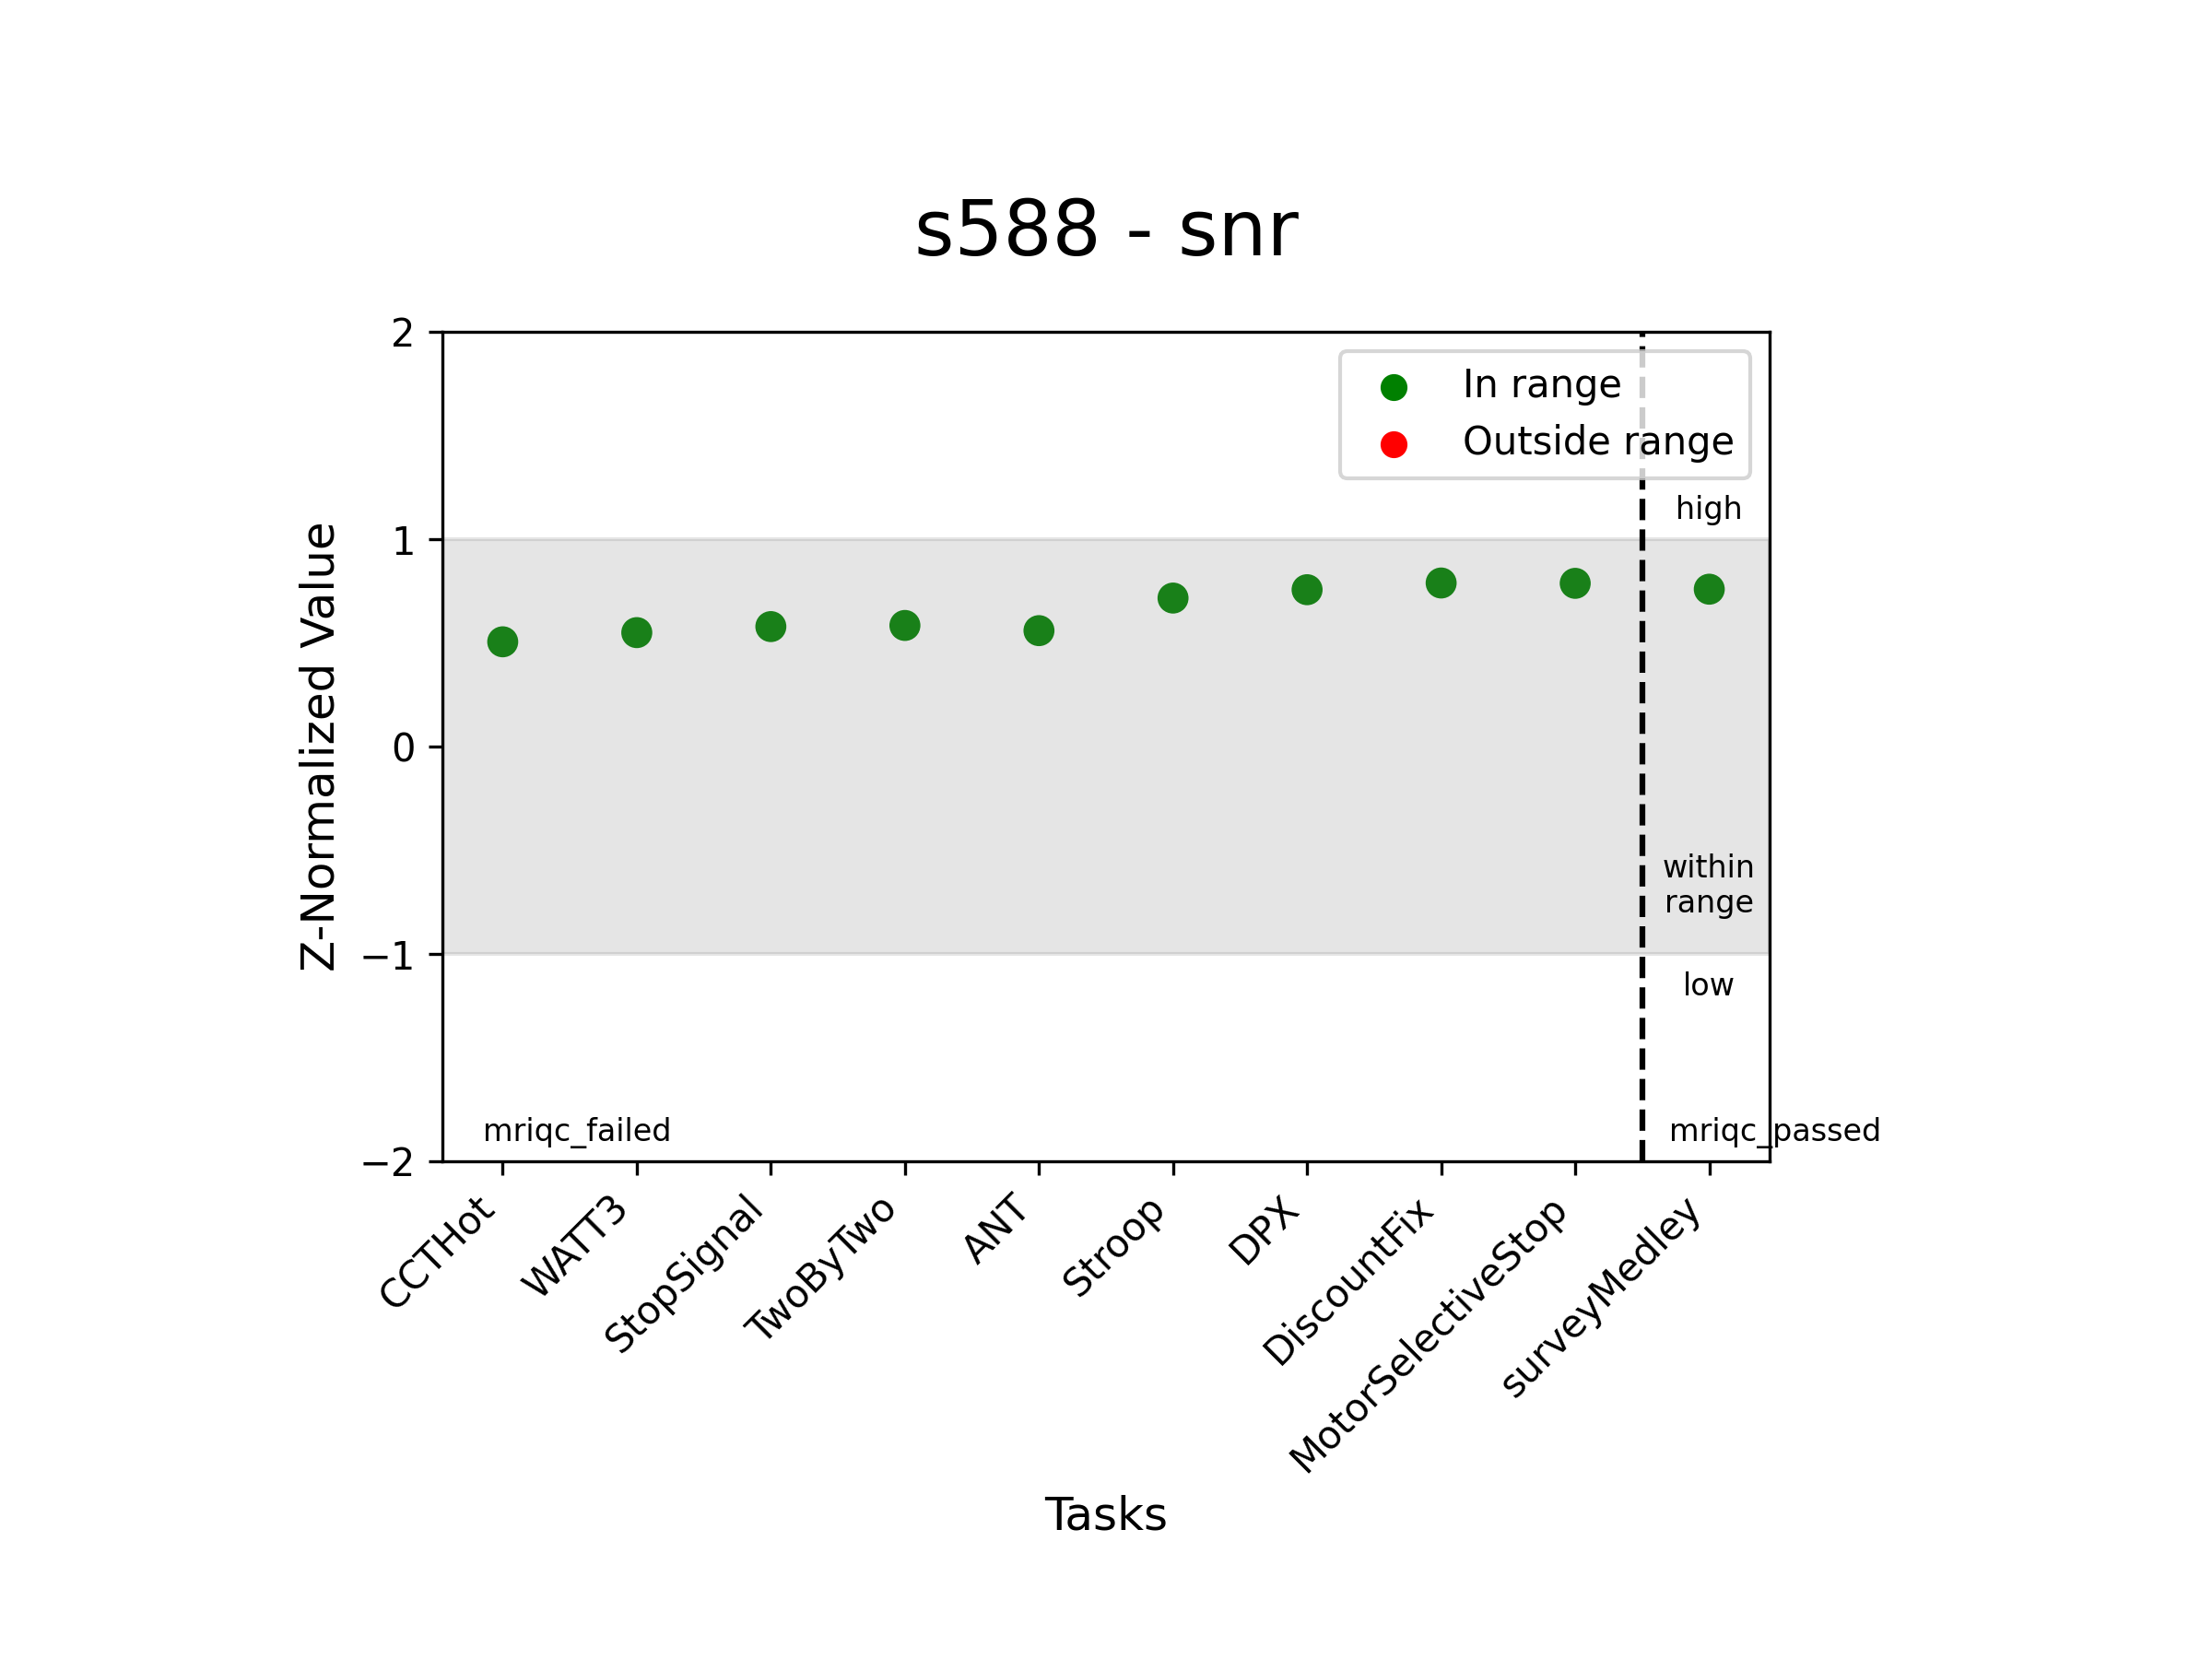 s588 - snr
2
1
0
−1
−2
Z-Normalized Value
In range
Outside range
high
within
range
low
mriqc_failed
mriqc_passed
CCTHot
WATT3
StopSignal
TwoByTwo
ANT
Stroop
DPX
DiscountFix
MotorSelectiveStop
surveyMedley
Tasks